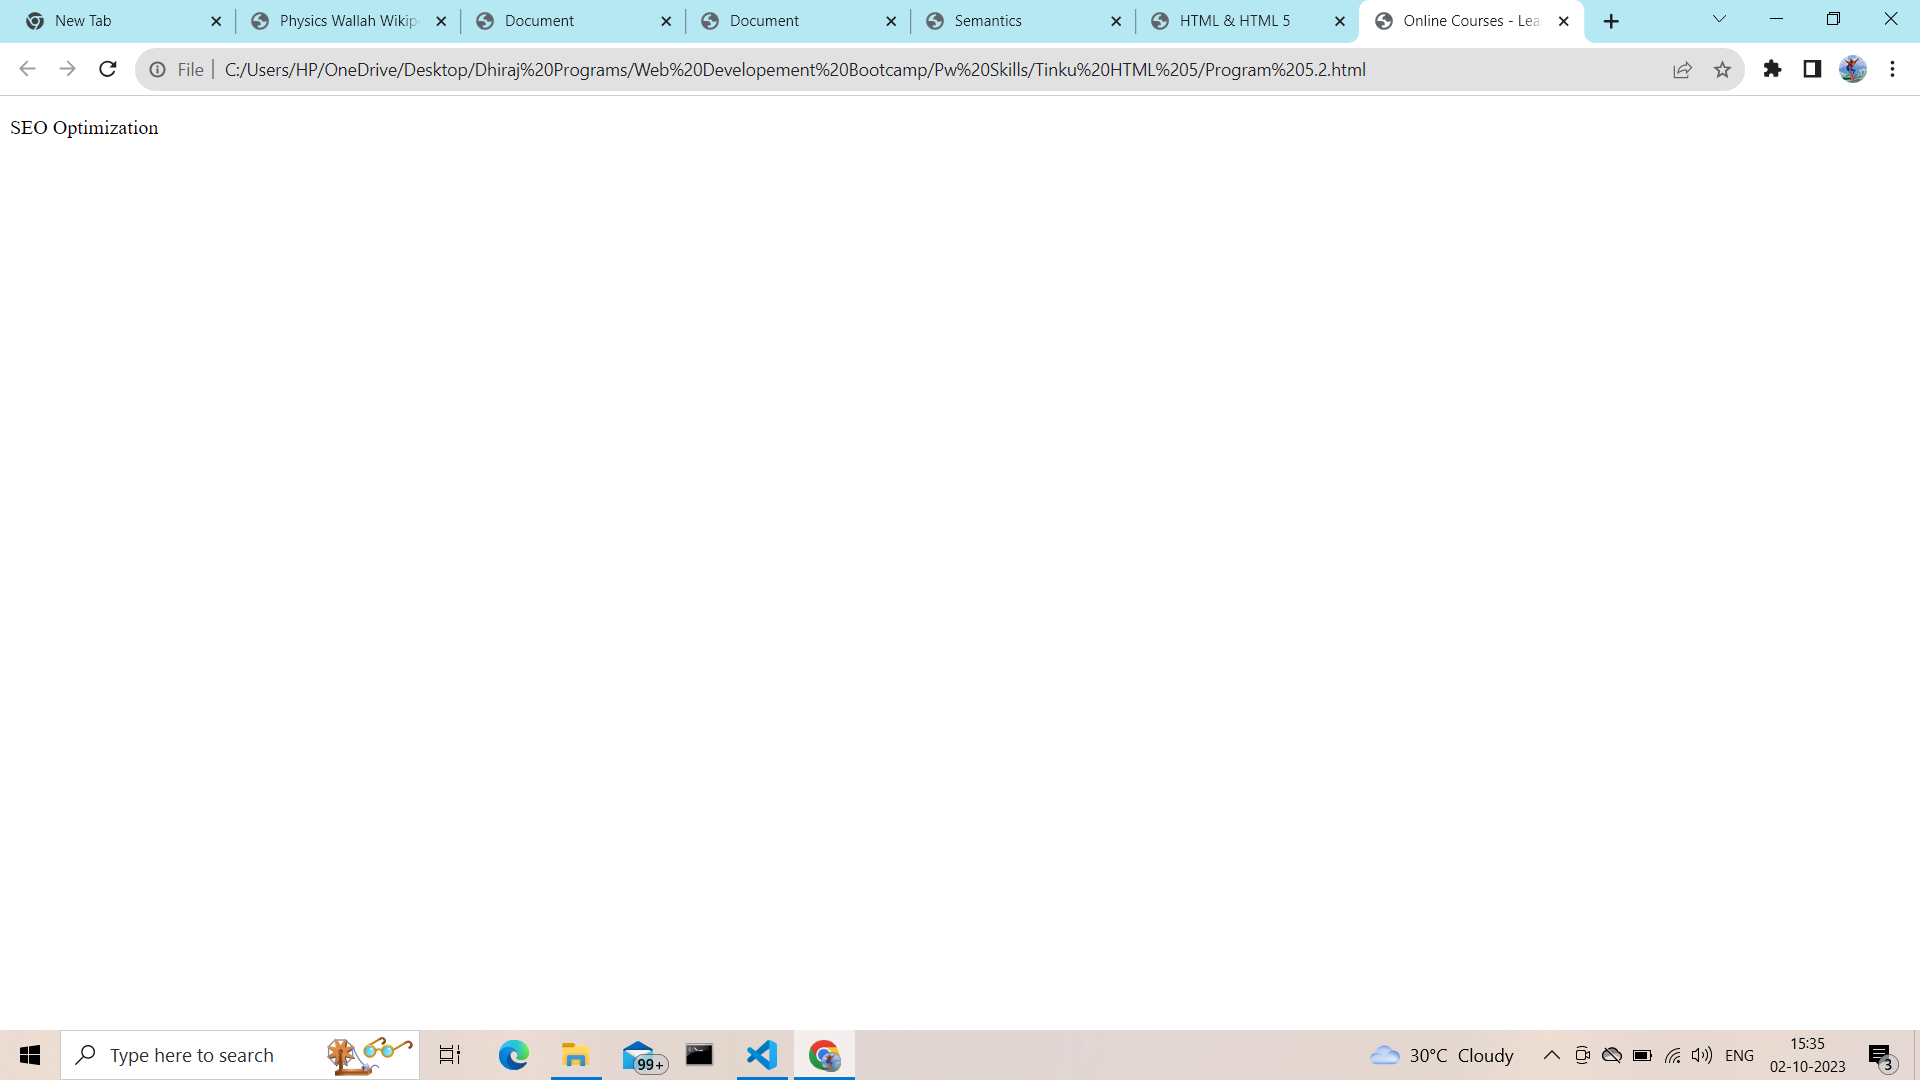 New Tab
Physics Wallah Wikip
Document
Document
Semantics
HTML & HTML 5
Online Courses - Lea
File
C:/Users/HP/OneDrive/Desktop/Dhiraj%20Programs/Web%20Developement%20Bootcamp/Pw%20Skills/Tinku%20HTML%205/Program%205.2.html
SEO Optimization
Type here to search
99+
30°C Cloudy
ENG
15:35
02-10-2023
3